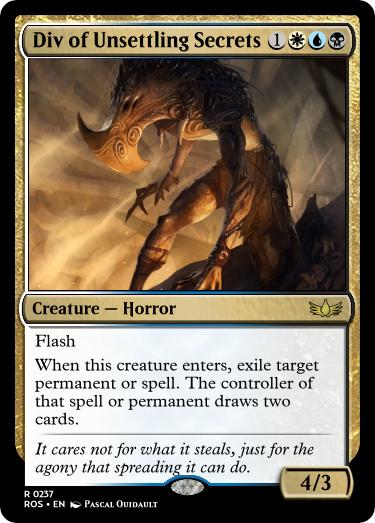 Div of Unsettling Secrets 1
Creature — Horror
Flash
When this creature enters, exile target
permanent or spell. The controller of
that spell or permanent draws two
cards.
It cares not for what it steals, just for the
agony that spreading it can do.
4/3
R 0237
ROS • EN Pascal Quidault